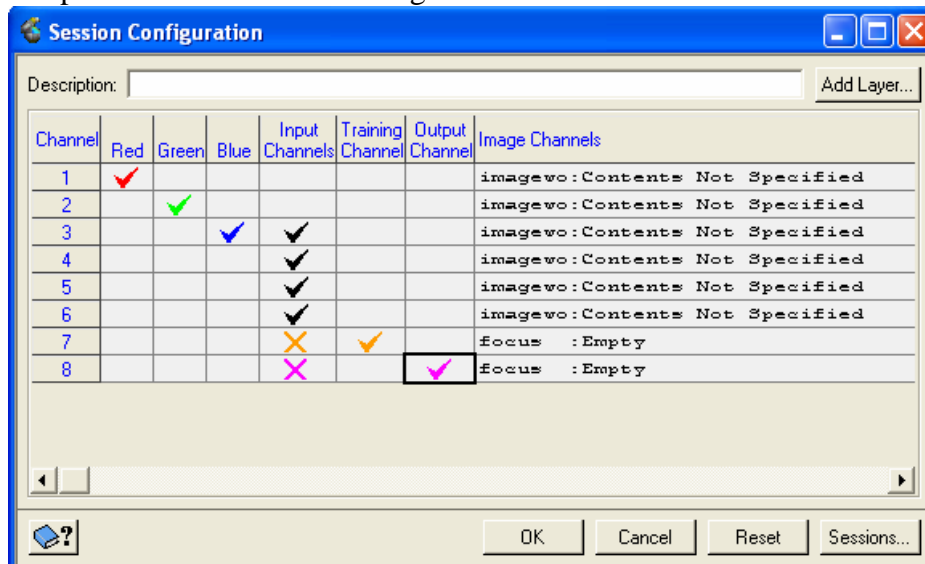 Session Configuration
Description:
Add Layer...
Channel Red Green Blue Input Channels Training Channel Output Channel Image Channels
1 imagewo:Contents Not Specified
2 imagewo:Contents Not Specified
3 imagewo:Contents Not Specified
4 imagewo:Contents Not Specified
5 imagewo:Contents Not Specified
6 imagewo:Contents Not Specified
7 focus :Empty
8 focus :Empty
? OK Cancel Reset Sessions...